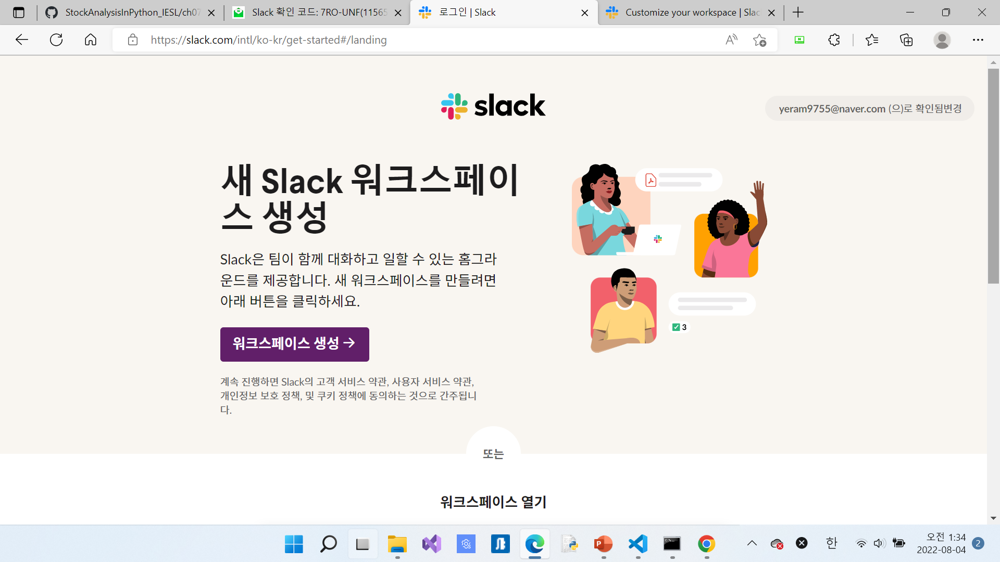 StockAnalysisInPython_IESL/ch07
Slack 확인 코드: 7RO-UNF(11565
로그인 | Slack
Customize your workspace | Slac
https://slack.com/intl/ko-kr/get-started#/landing
slack
yeram9755@naver.com (으)로 확인됨변경
새 Slack 워크스페이
스 생성
Slack은 팀이 함께 대화하고 일할 수 있는 홈그라
운드를 제공합니다. 새 워크스페이스를 만들려면
아래 버튼을 클릭하세요.
3
워크스페이스 생성 →
계속 진행하면 Slack의 고객 서비스 약관, 사용자 서비스 약관,
개인정보 보호 정책, 및 쿠키 정책에 동의하는 것으로 간주됩니
다.
또는
워크스페이스 열기
한
오전 1:34
2022-08-04
2